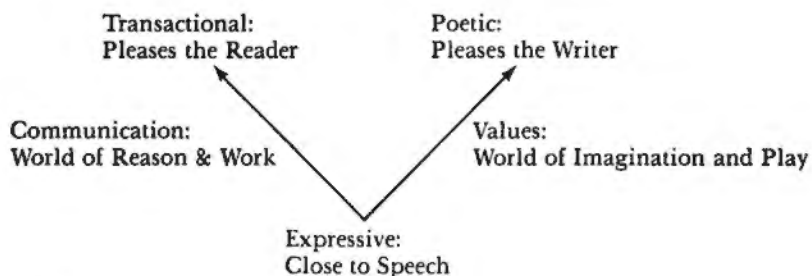 Transactional:
Pleases the Reader
Poetic:
Pleases the Writer
Communication:
World of Reason & Work
Values:
World of Imagination and Play
Expressive:
Close to Speech